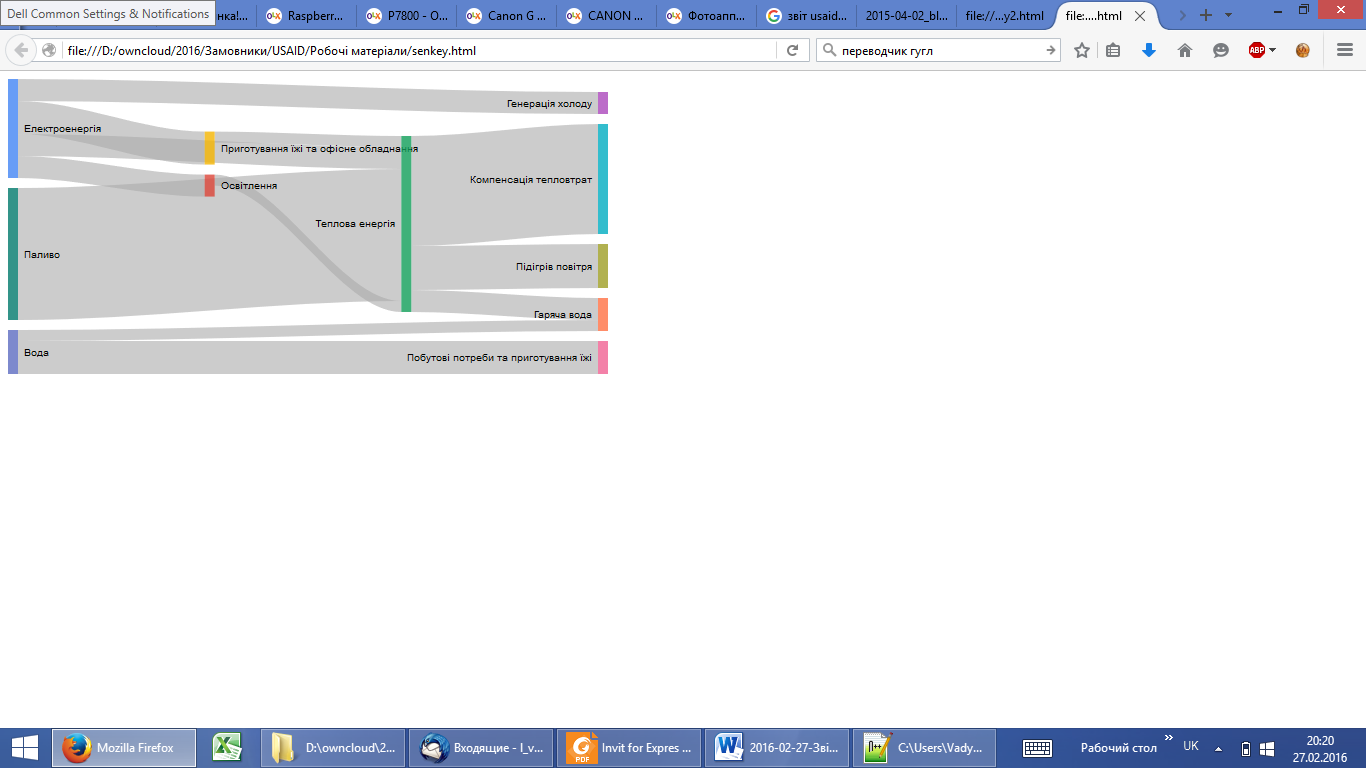 Dell Common Settings & Notifications
нка!...
Raspberr...
P7800 - O...
Canon G ...
CANON ...
Фотоапп...
звіт usaid...
2015-04-02_bl...
file://...y2.html
file:....html
file:///D:/owncloud/2016/Замовники/USAID/Робочі матеріали/senkey.html
переводчик гугл
ABP
Генерація холоду
Електроенергія
Приготування їжі та офісне обладнання
Компенсація тепловтрат
Освітлення
Теплова енергія
Паливо
Підігрів повітря
Гаряча вода
Вода
Побутові потреби та приготування їжі
Mozilla Firefox
D:\owncloud\2...
Входящие - I_v...
PDF
Invit for Expres ...
2016-02-27-Зві...
C:\Users\Vady...
Рабочий стол
UK
20:20
27.02.2016